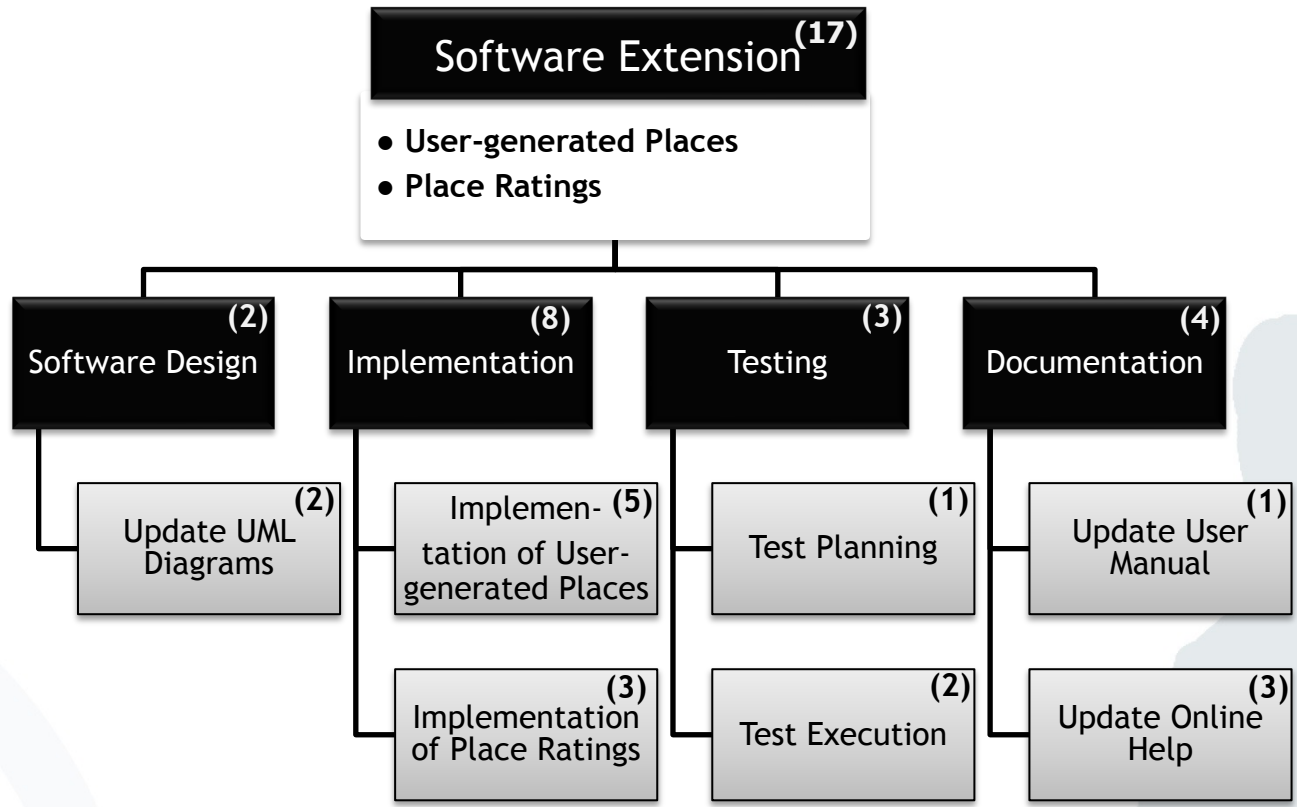 (17)
Software Extension
● User-generated Places
● Place Ratings
(2)
Software Design
(8)
Implementation
(3)
Testing
(4)
Documentation
(2)
Update UML
Diagrams
Implemen- (5)
tation of User-
generated Places
(1)
Test Planning
(1)
Update User
Manual
(3)
Implementation
of Place Ratings
(2)
Test Execution
(3)
Update Online
Help